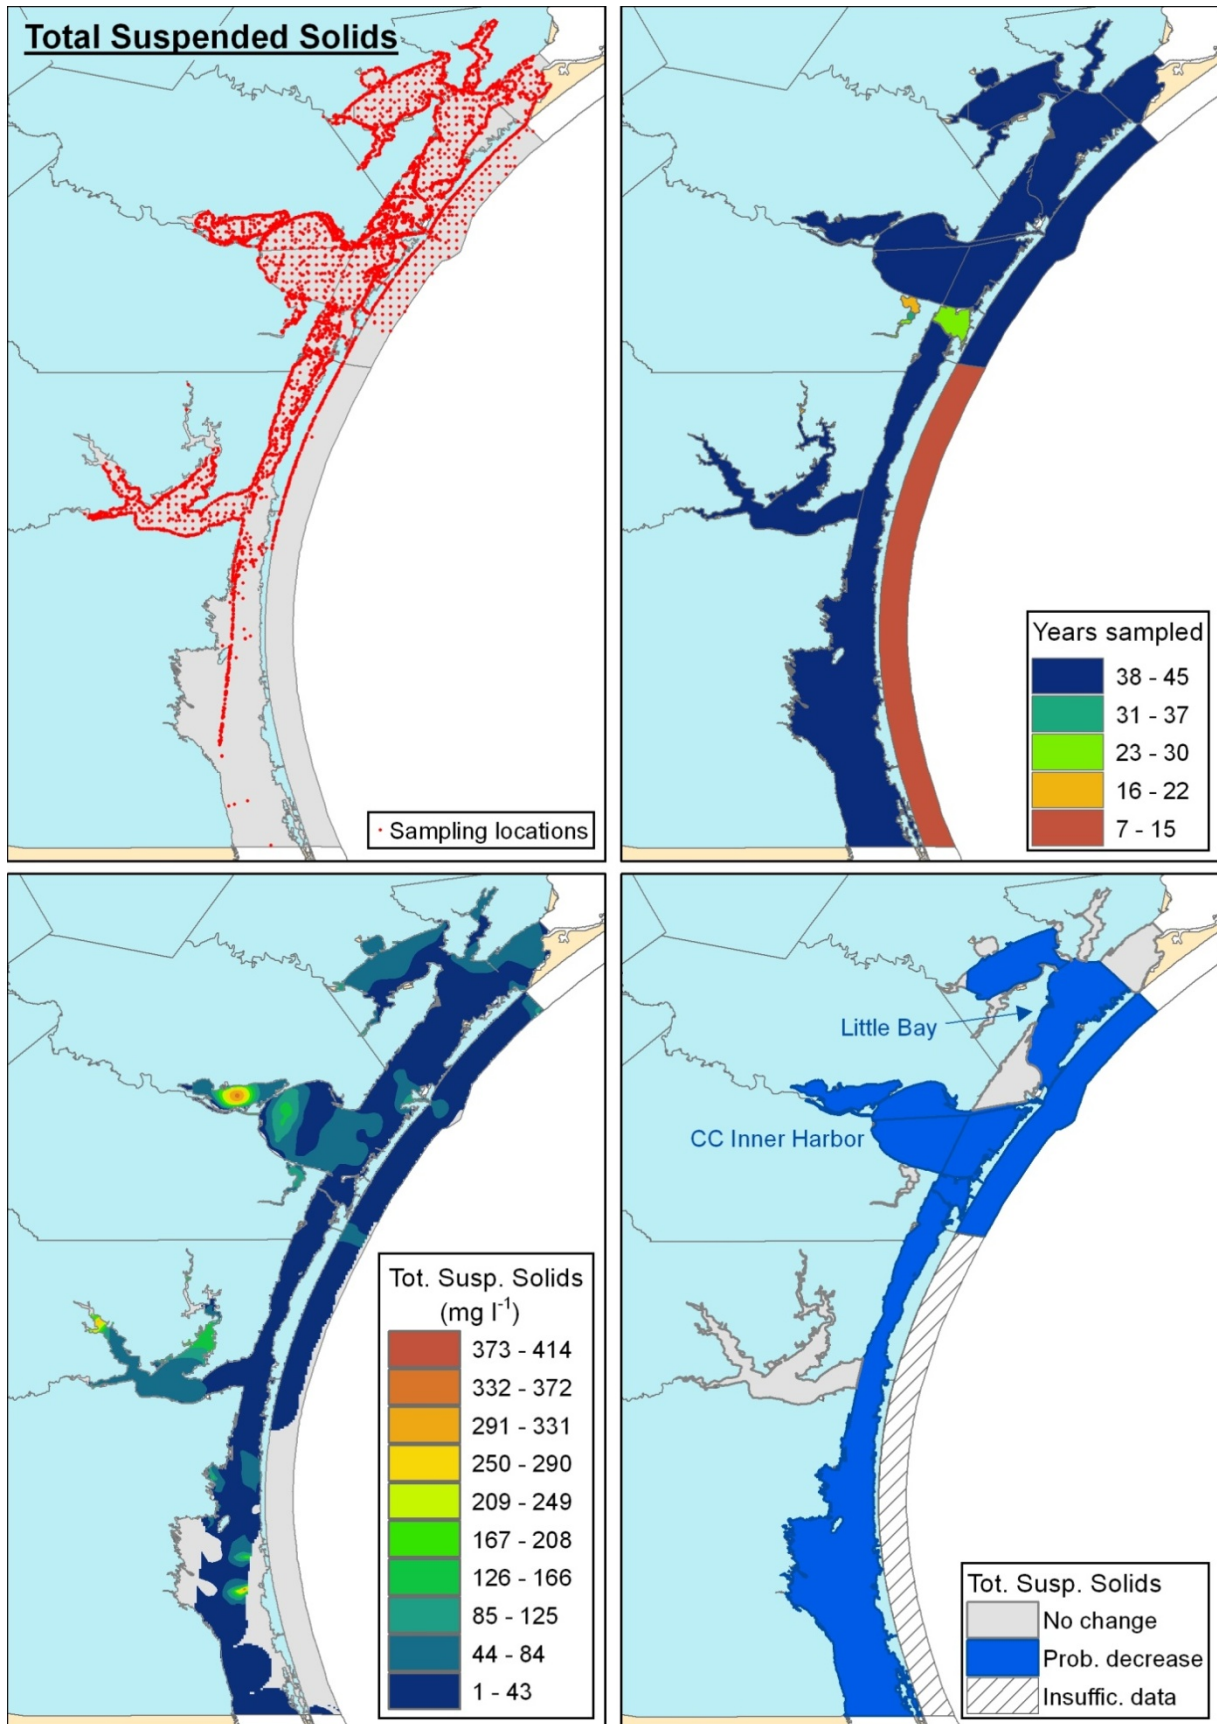 Total Suspended Solids
Sampling locations
Years sampled
38 - 45
31 - 37
23 - 30
16 - 22
7 - 15
Tot. Susp. Solids
(mg l⁻¹)
373 - 414
332 - 372
291 - 331
250 - 290
209 - 249
167 - 208
126 - 166
85 - 125
44 - 84
1 - 43
Little Bay
CC Inner Harbor
Tot. Susp. Solids
No change
Prob. decrease
Insuffic. data